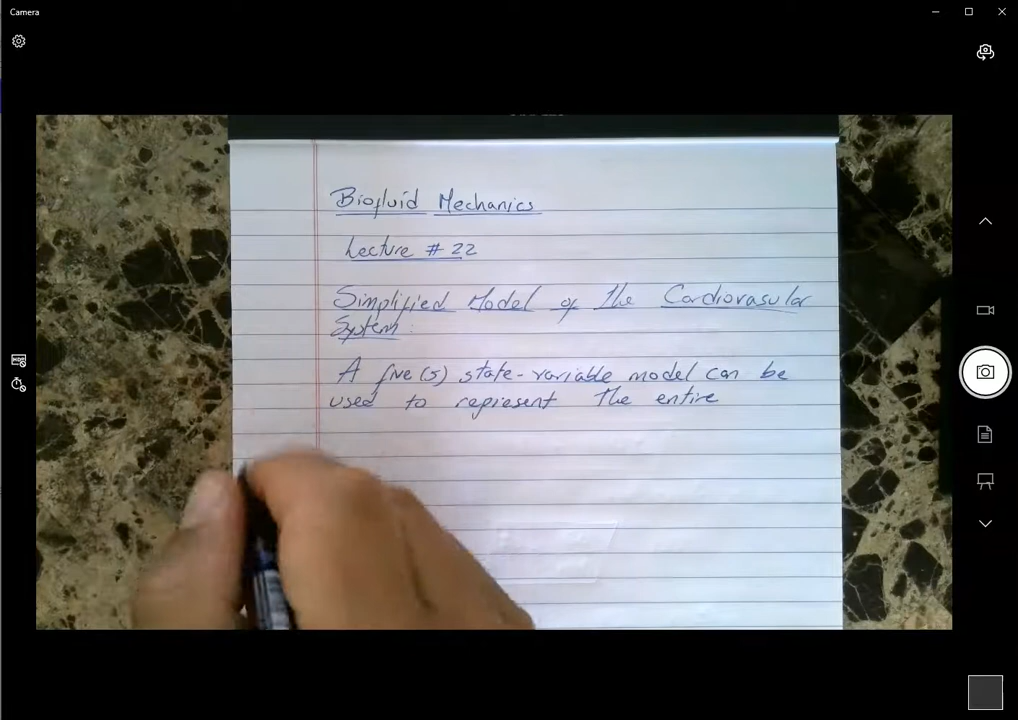 Camera
Biofluid Mechanics
Lecture # 22
Simplified Model of the Cardiovasular
System:
A five (5) state-variable model can be
used to represent the entire